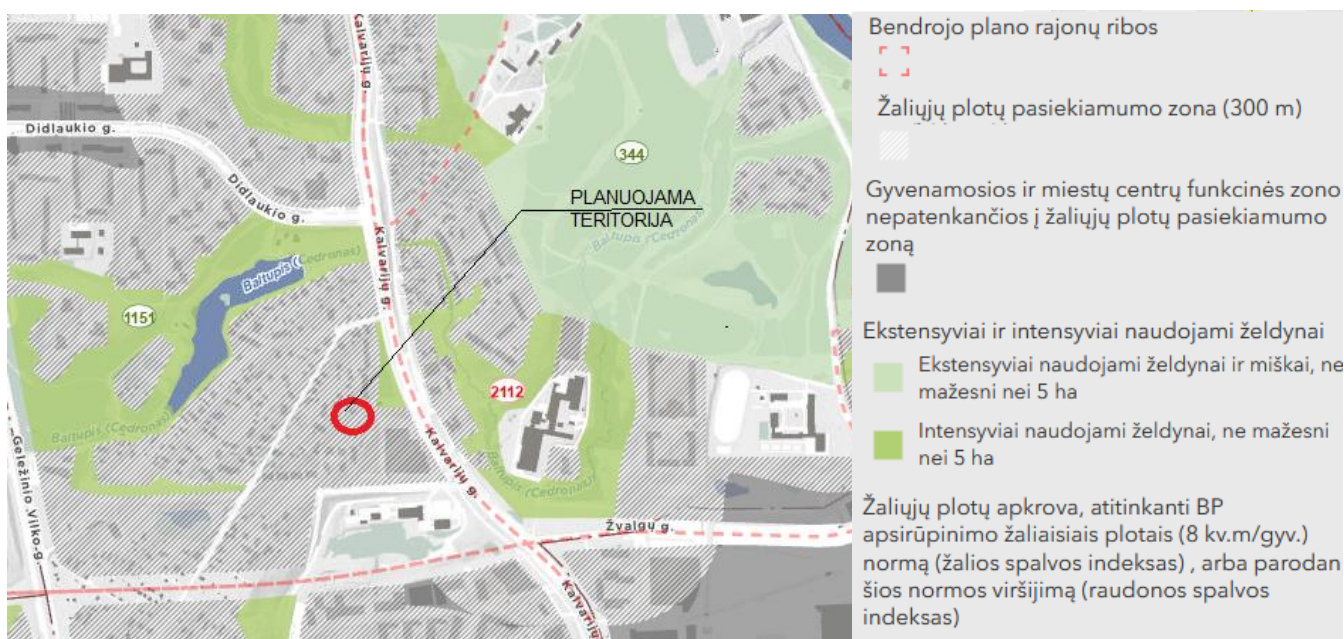 Kalvarijų g.
Didlaukio g.
Didlaukio g.
344
PLANUOJAMA
TERITORIJA
Kalvarijų g.
Baltupis (Cedronas)
Baltupis (Cedronas)
1151
2112
Baltupis (Cedronas)
Kalvarijų g.
Baltupis (Cedronas)
Geležinio Vilko g.
Žvalgų g.
Kalvarijų
Bendrojo plano rajonų ribos
Žaliųjų plotų pasiekiamumo zona (300 m)
Gyvenamosios ir miestų centrų funkcinės zono
nepatenkančios į žaliųjų plotų pasiekiamumo
zoną
Ekstensyviai ir intensyviai naudojami želdynai
Ekstensyviai naudojami želdynai ir miškai, ne
mažesni nei 5 ha
Intensyviai naudojami želdynai, ne mažesni
nei 5 ha
Žaliųjų plotų apkrova, atitinkanti BP
apsirūpinimo žaliaisiais plotais (8 kv.m/gyv.)
normą (žalios spalvos indeksas) , arba parodan
šios normos viršijimą (raudonos spalvos
indeksas)